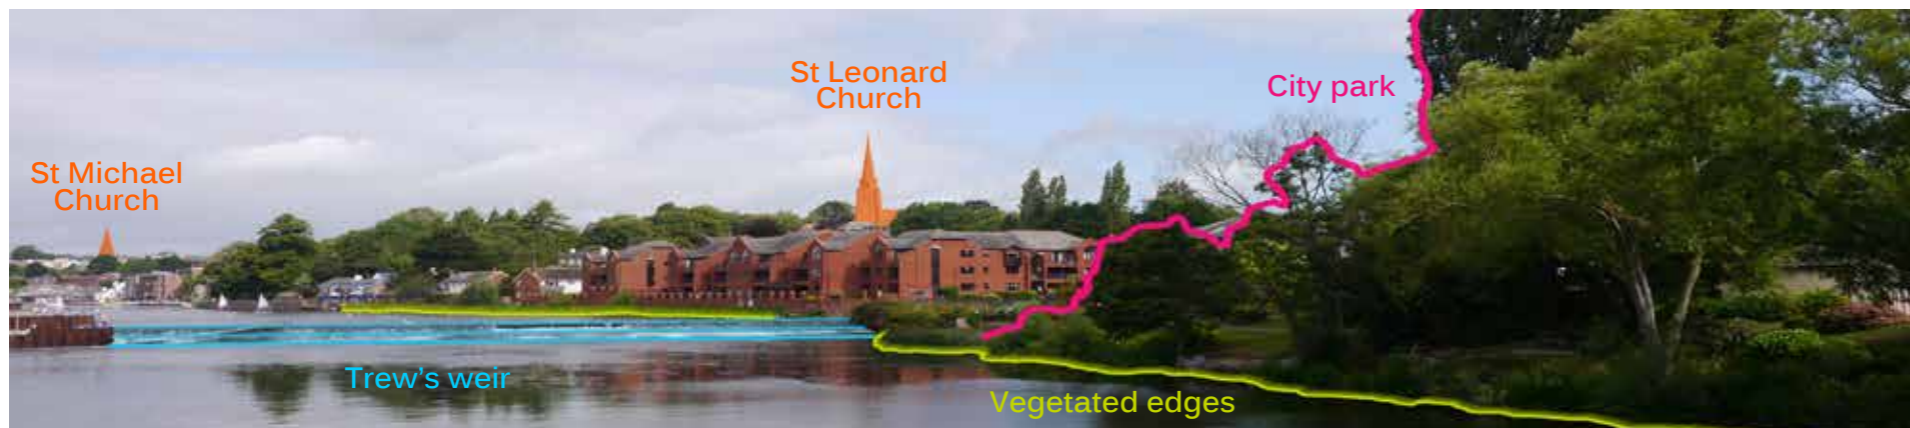 St Michael
Church
St Leonard
Church
City park
Trew's weir
Vegetated edges